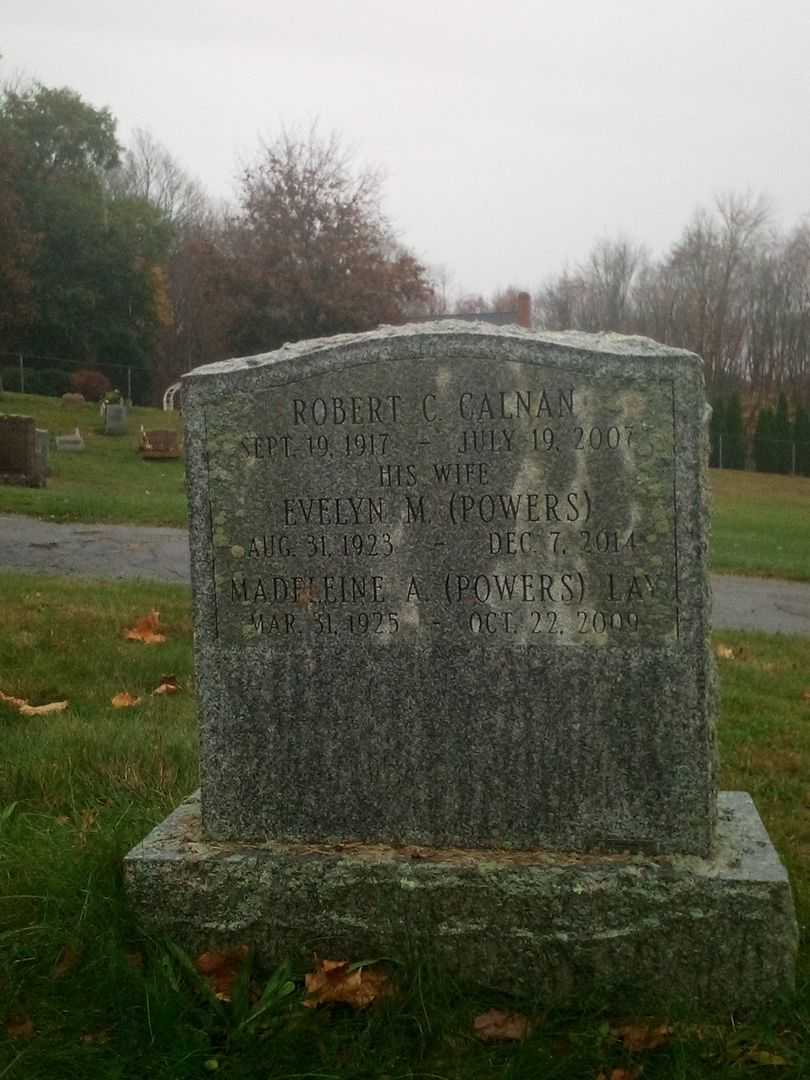 ROBERT C. CALNAN
SEPT. 19, 1917 - JULY 19, 2007
HIS WIFE
EVELYN M. (POWERS)
AUG. 31, 1923 - DEC. 7, 2014
MADELEINE A. (POWERS) LAY
MAR. 31, 1925 - OCT. 22, 2009